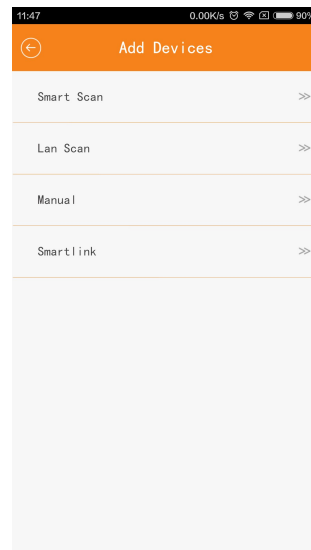 11:47 0.00K/s 90%
Add Devices
Smart Scan
Lan Scan
Manual
Smartlink